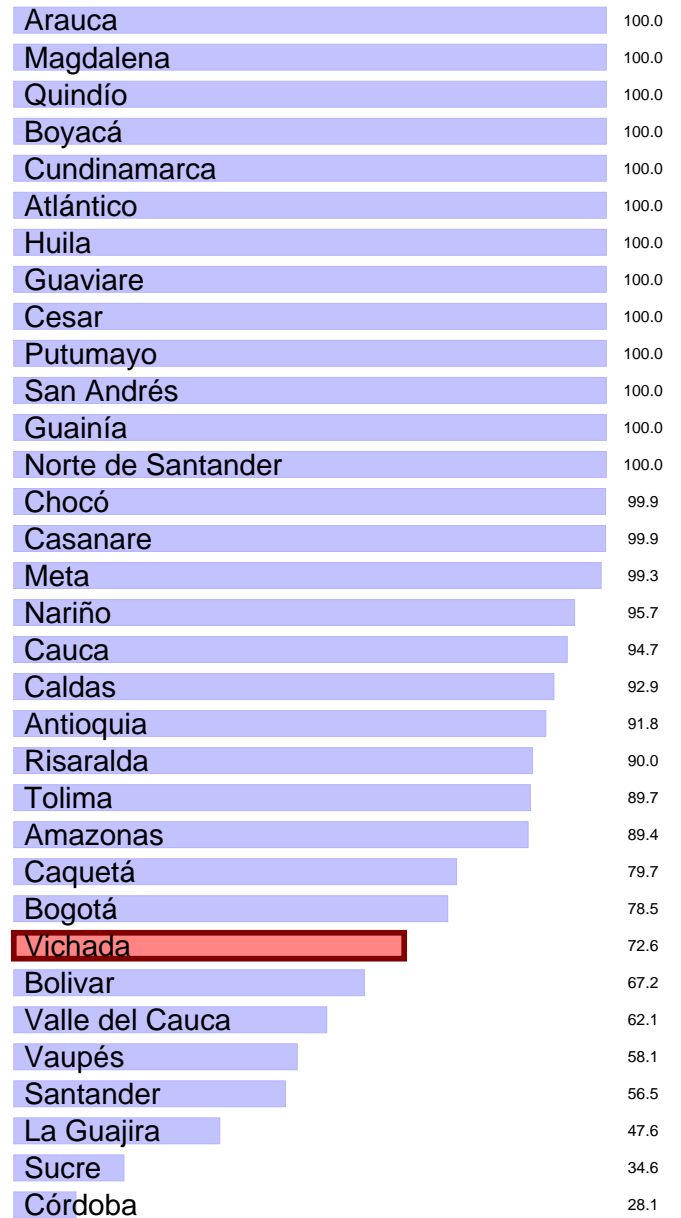 Arauca 100.0
Magdalena 100.0
Quindío 100.0
Boyacá 100.0
Cundinamarca 100.0
Atlántico 100.0
Huila 100.0
Guaviare 100.0
Cesar 100.0
Putumayo 100.0
San Andrés 100.0
Guainía 100.0
Norte de Santander 100.0
Chocó 99.9
Casanare 99.9
Meta 99.3
Nariño 95.7
Cauca 94.7
Caldas 92.9
Antioquia 91.8
Risaralda 90.0
Tolima 89.7
Amazonas 89.4
Caquetá 79.7
Bogotá 78.5
Vichada 72.6
Bolivar 67.2
Valle del Cauca 62.1
Vaupés 58.1
Santander 56.5
La Guajira 47.6
Sucre 34.6
Córdoba 28.1